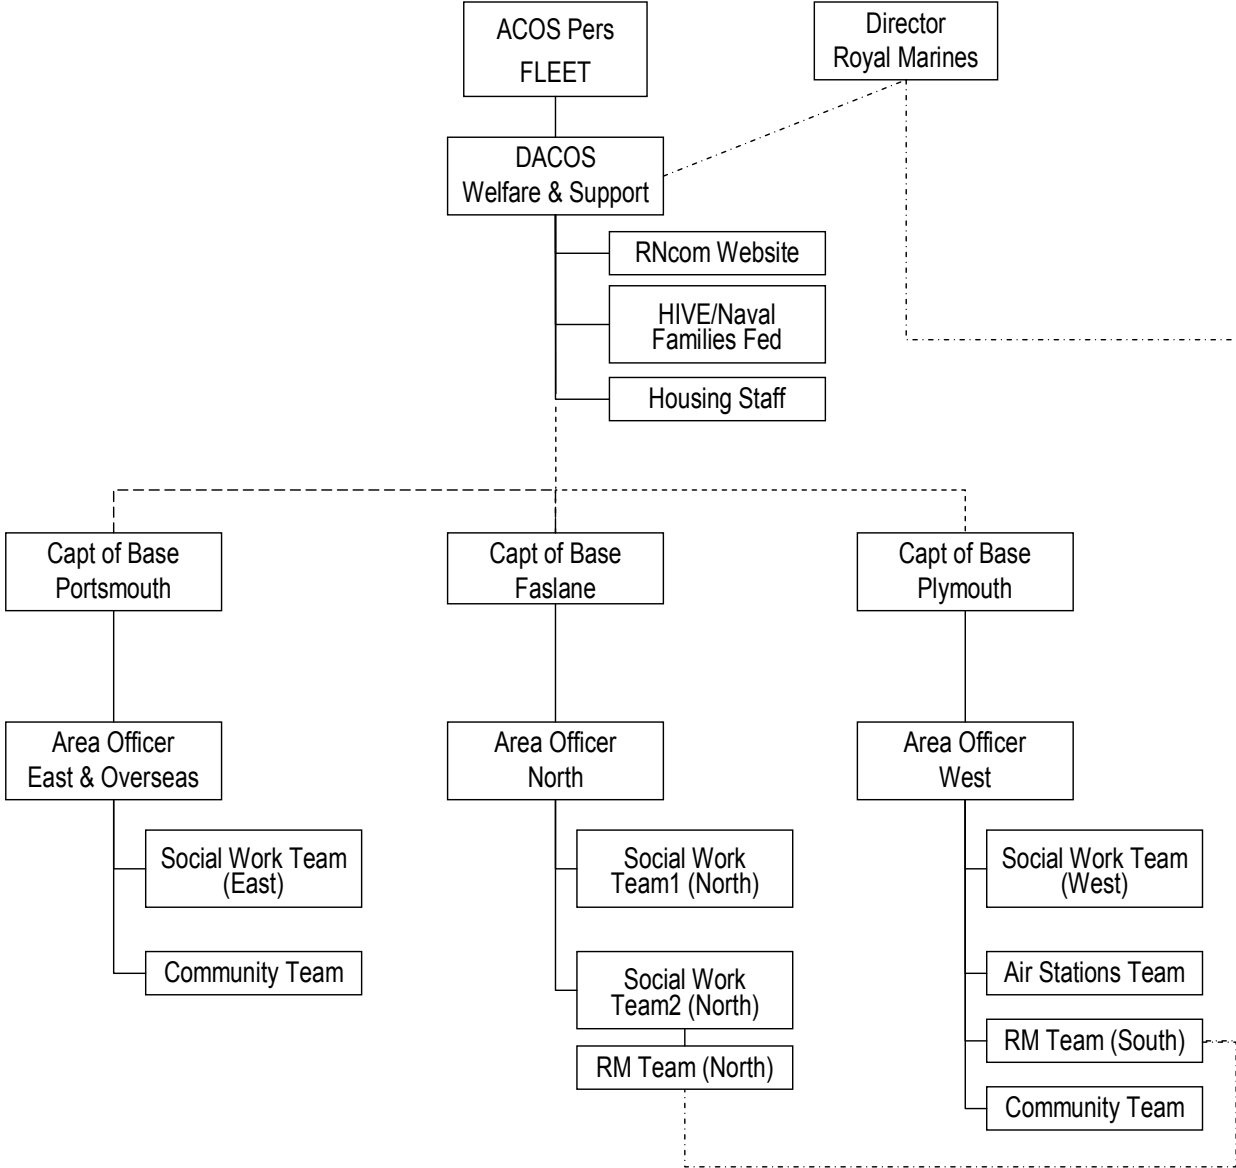 ACOS Pers
FLEET
Director
Royal Marines
DACOS
Welfare & Support
RNcom Website
HIVE/Naval
Families Fed
Housing Staff
Capt of Base
Portsmouth
Capt of Base
Faslane
Capt of Base
Plymouth
Area Officer
East & Overseas
Area Officer
North
Area Officer
West
Social Work Team
(East)
Community Team
Social Work
Team1 (North)
Social Work
Team2 (North)
RM Team (North)
Social Work Team
(West)
Air Stations Team
RM Team (South)
Community Team